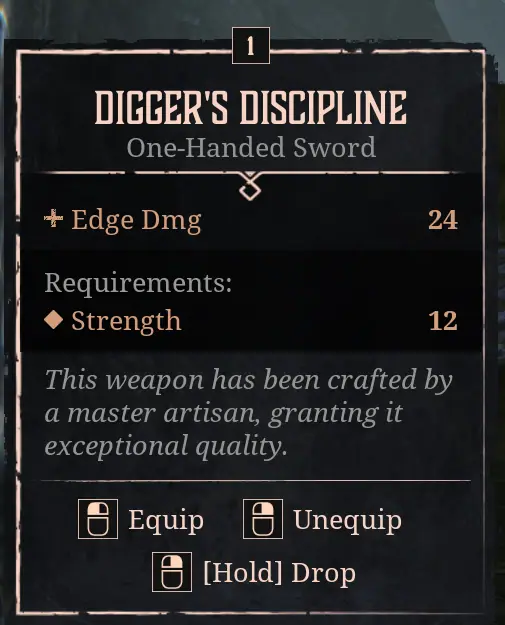 1
DIGGER'S DISCIPLINE
One-Handed Sword
Edge Dmg 24
Requirements:
Strength 12
This weapon has been crafted by
a master artisan, granting it
exceptional quality.
Equip Unequip
[Hold] Drop